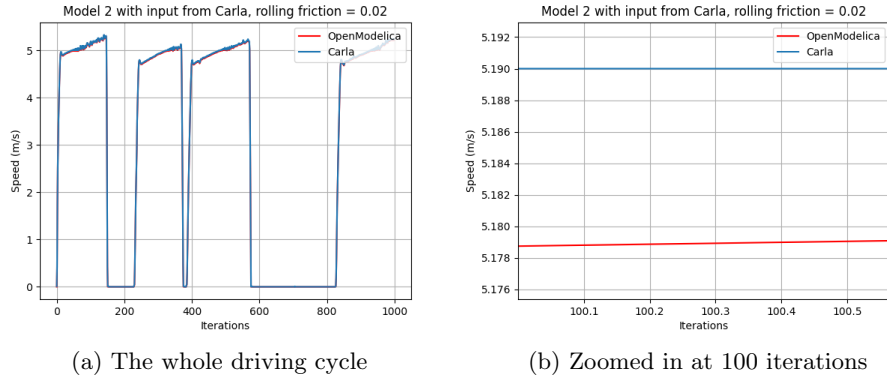 Model 2 with input from Carla, rolling friction = 0.02
OpenModelica
Carla
5
4
3
2
1
0
Speed (m/s)
0
200
400
600
800
1000
Iterations
(a) The whole driving cycle
Model 2 with input from Carla, rolling friction = 0.02
OpenModelica
Carla
5.192
5.190
5.188
5.186
5.184
5.182
5.180
5.178
5.176
Speed (m/s)
100.1
100.2
100.3
100.4
100.5
Iterations
(b) Zoomed in at 100 iterations